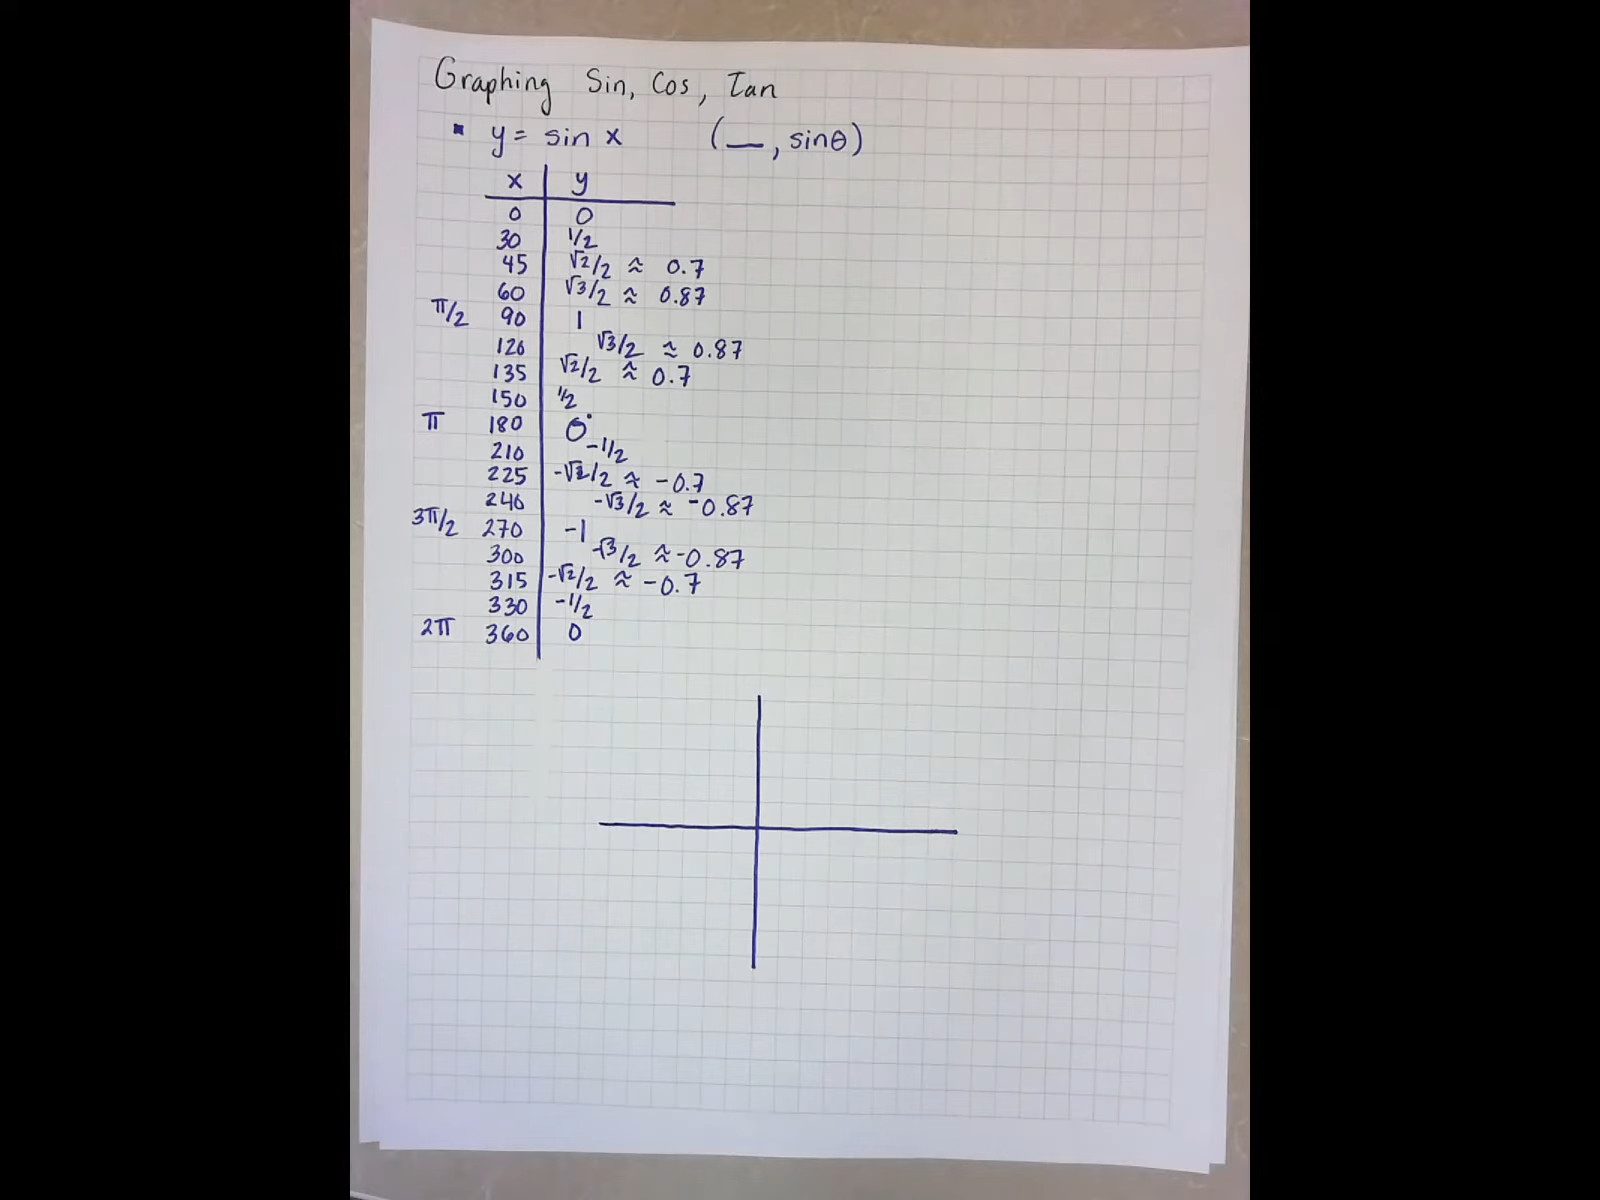 Graphing Sin, Cos, Tan
▪ y = sin x (__, sinθ)
x y
0 0
30 1/2
45 √2/2 ≈ 0.7
60 √3/2 ≈ 0.87
π/2 90 1
120 √3/2 ≈ 0.87
135 √2/2 ≈ 0.7
150 1/2
π 180 0
210 -1/2
225 -√2/2 ≈ -0.7
240 -√3/2 ≈ -0.87
3π/2 270 -1
300 -√3/2 ≈ -0.87
315 -√2/2 ≈ -0.7
330 -1/2
2π 360 0